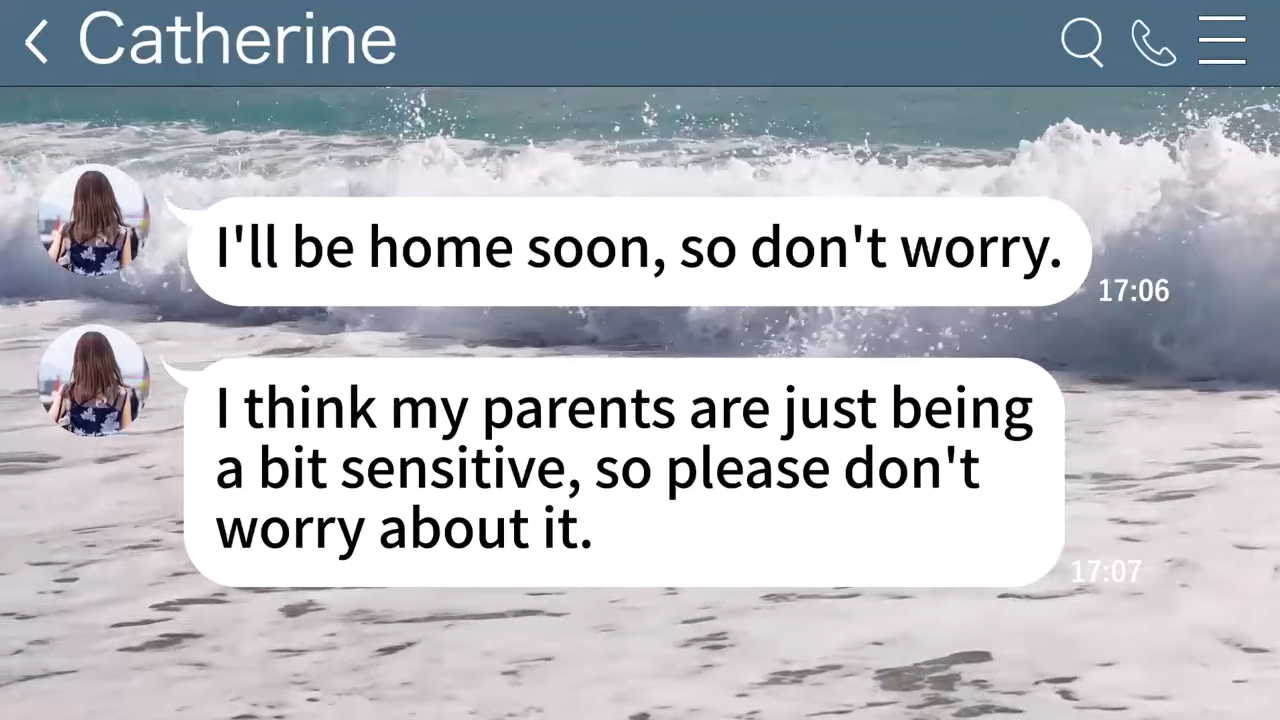 Catherine
I'll be home soon, so don't worry.
17:06
I think my parents are just being
a bit sensitive, so please don't
worry about it.
17:07